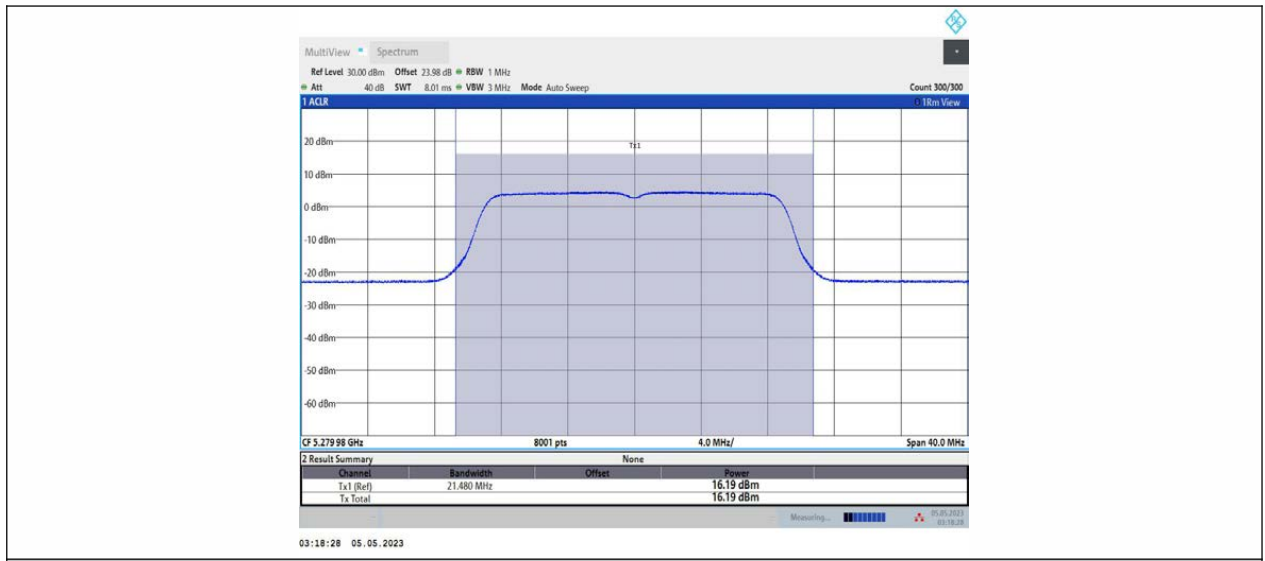 MultiView Spectrum
Ref Level 30.00 dBm Offset 23.98 dB RBW 1 MHz
Att 40 dB SWT 8.01 ms VBW 3 MHz Mode Auto Sweep Count 300/300
1 ACLR 1Rm View
Tx1
20 dBm
10 dBm
0 dBm
-10 dBm
-20 dBm
-30 dBm
-40 dBm
-50 dBm
-60 dBm
CF 5.279 98 GHz 8001 pts 4.0 MHz/ Span 40.0 MHz
2 Result Summary None
Channel Bandwidth Offset Power
Tx1 (Ref) 21.480 MHz 16.19 dBm
Tx Total 16.19 dBm
Measuring... 05.05.2023
03:18:28
03:18:28 05.05.2023